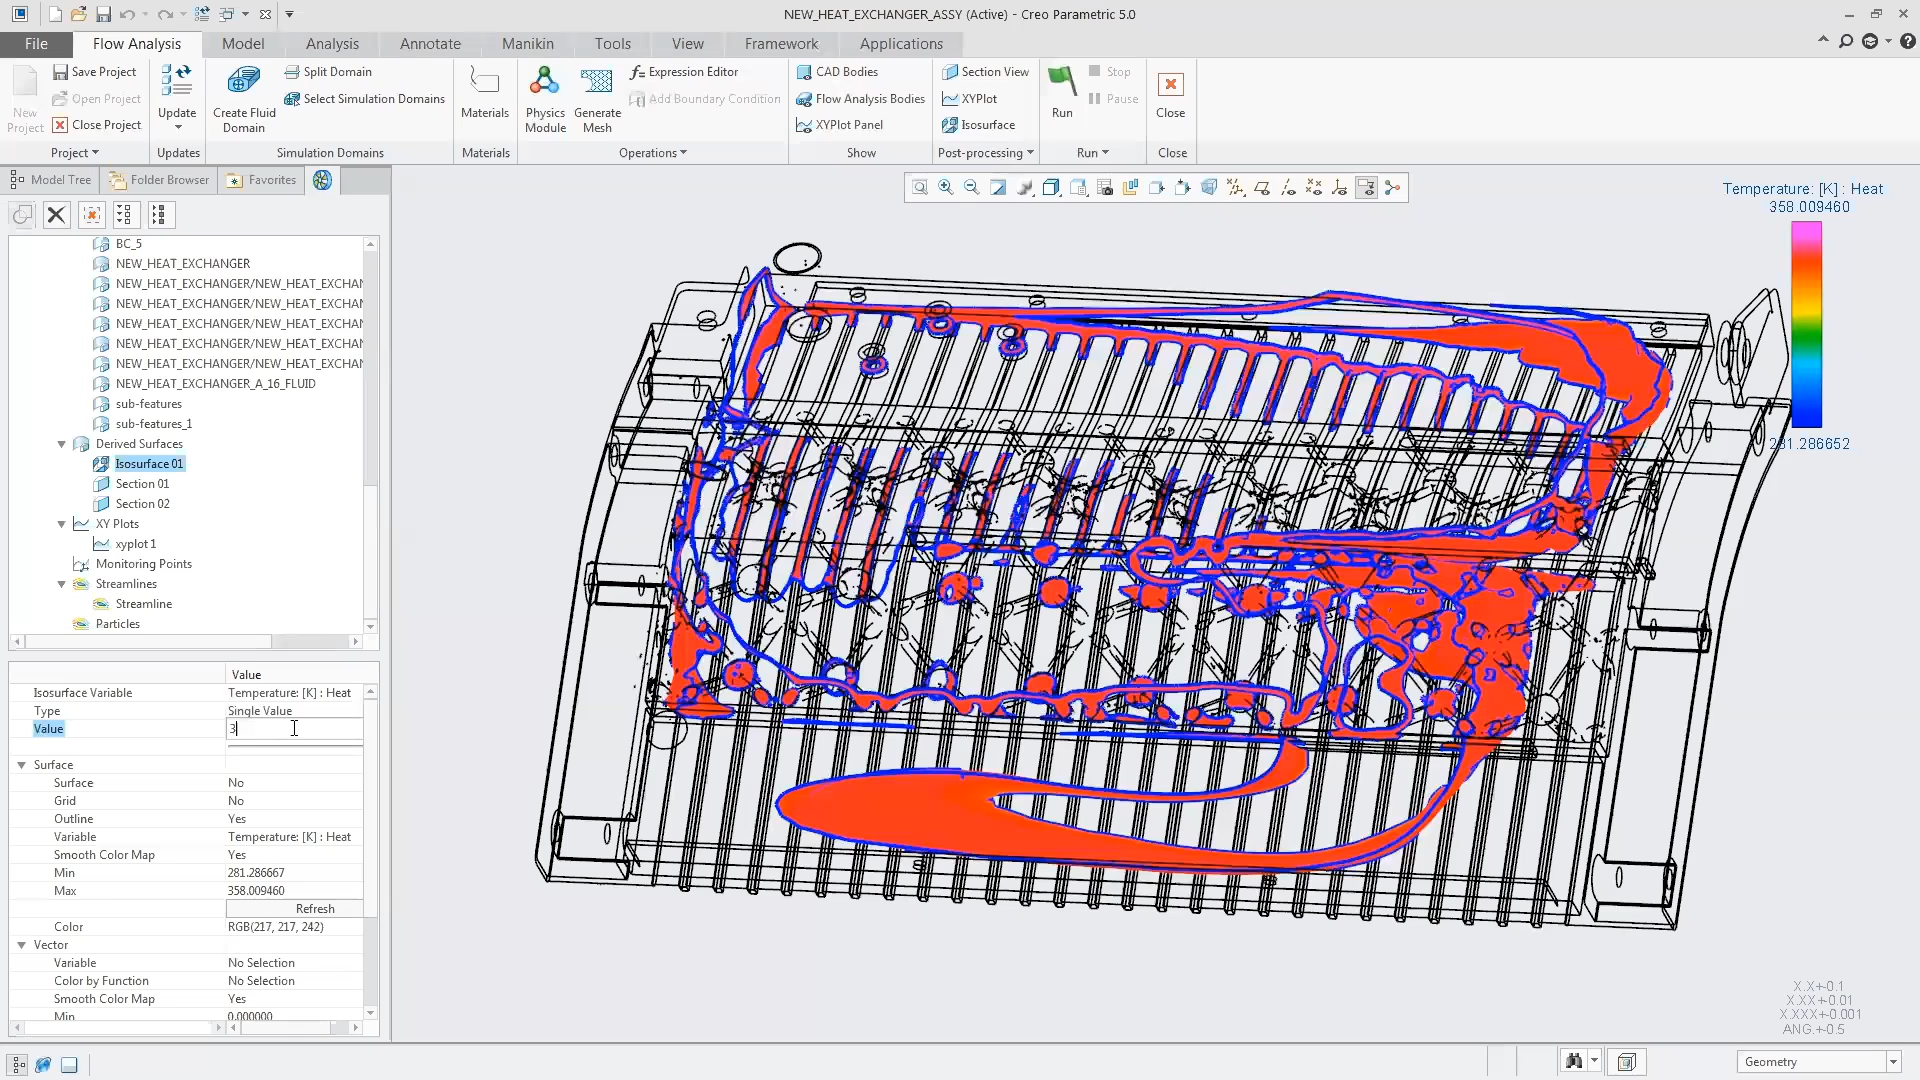 NEW_HEAT_EXCHANGER_ASSY (Active) - Creo Parametric 5.0
File Flow Analysis Model Analysis Annotate Manikin Tools View Framework Applications
New Project
Save Project
Open Project
Close Project
Update
Create Fluid Domain
Split Domain
Select Simulation Domains
Materials
Physics Module
Generate Mesh
Expression Editor
Add Boundary Condition
CAD Bodies
Flow Analysis Bodies
XYPlot Panel
Section View
XYPlot
Isosurface
Run
Stop
Pause
Close
Project Updates Simulation Domains Materials Operations Show Post-processing Run Close
Model Tree Folder Browser Favorites
BC_5
NEW_HEAT_EXCHANGER
NEW_HEAT_EXCHANGER/NEW_HEAT_EXCHAN
NEW_HEAT_EXCHANGER/NEW_HEAT_EXCHAN
NEW_HEAT_EXCHANGER/NEW_HEAT_EXCHAN
NEW_HEAT_EXCHANGER/NEW_HEAT_EXCHAN
NEW_HEAT_EXCHANGER/NEW_HEAT_EXCHAN
NEW_HEAT_EXCHANGER_A_16_FLUID
sub-features
sub-features_1
Derived Surfaces
Isosurface 01
Section 01
Section 02
XY Plots
xyplot 1
Monitoring Points
Streamlines
Streamline
Particles
Value
Isosurface Variable Temperature: [K] : Heat
Type Single Value
Value 3
Surface
Surface No
Grid No
Outline Yes
Variable Temperature: [K] : Heat
Smooth Color Map Yes
Min 281.286667
Max 358.009460
Refresh
Color RGB(217, 217, 242)
Vector
Variable No Selection
Color by Function No Selection
Smooth Color Map Yes
Min 0.000000
Temperature: [K] : Heat
358.009460
281.286652
X.X+-0.1
X.XX+-0.01
X.XXX+-0.001
ANG.+-0.5
Geometry